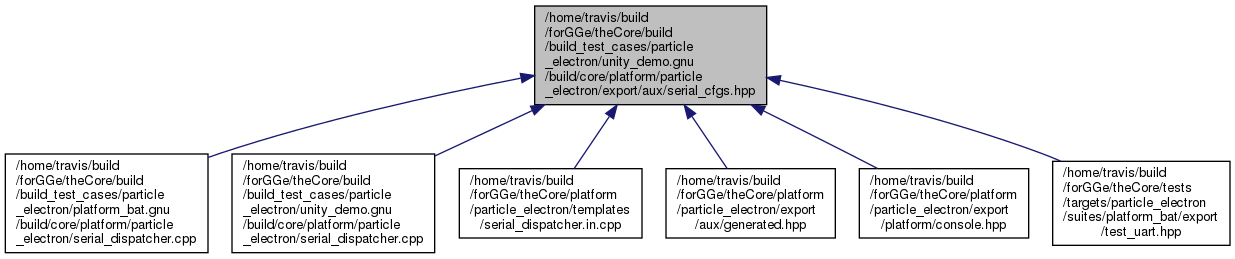 /home/travis/build
/forGGe/theCore/build
/build_test_cases/particle
_electron/unity_demo.gnu
/build/core/platform/particle
_electron/export/aux/serial_cfgs.hpp
/home/travis/build
/forGGe/theCore/build
/build_test_cases/particle
_electron/platform_bat.gnu
/build/core/platform/particle
_electron/serial_dispatcher.cpp
/home/travis/build
/forGGe/theCore/build
/build_test_cases/particle
_electron/unity_demo.gnu
/build/core/platform/particle
_electron/serial_dispatcher.cpp
/home/travis/build
/forGGe/theCore/platform
/particle_electron/templates
/serial_dispatcher.in.cpp
/home/travis/build
/forGGe/theCore/platform
/particle_electron/export
/aux/generated.hpp
/home/travis/build
/forGGe/theCore/platform
/particle_electron/export
/platform/console.hpp
/home/travis/build
/forGGe/theCore/tests
/targets/particle_electron
/suites/platform_bat/export
/test_uart.hpp